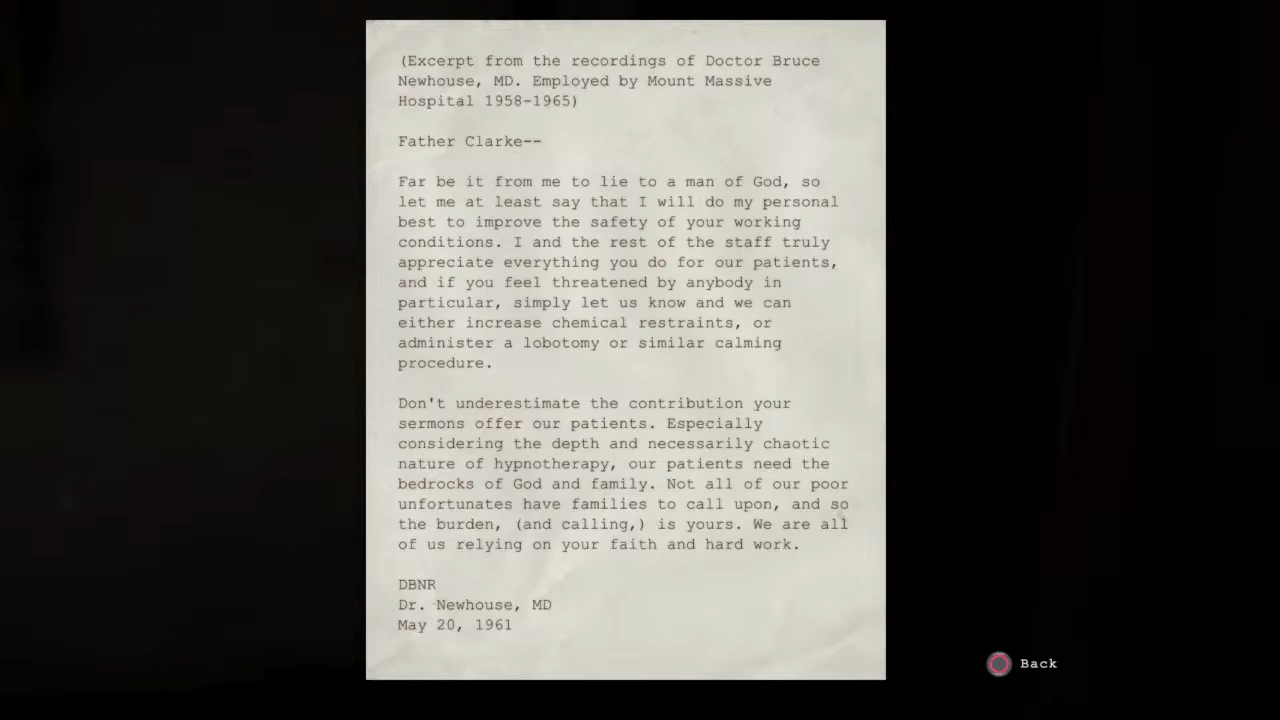 (Excerpt from the recordings of Doctor Bruce
Newhouse, MD. Employed by Mount Massive
Hospital 1958-1965)
Father Clarke--
Far be it from me to lie to a man of God, so
let me at least say that I will do my personal
best to improve the safety of your working
conditions. I and the rest of the staff truly
appreciate everything you do for our patients,
and if you feel threatened by anybody in
particular, simply let us know and we can
either increase chemical restraints, or
administer a lobotomy or similar calming
procedure.
Don't underestimate the contribution your
sermons offer our patients. Especially
considering the depth and necessarily chaotic
nature of hypnotherapy, our patients need the
bedrocks of God and family. Not all of our poor
unfortunates have families to call upon, and so
the burden, (and calling,) is yours. We are all
of us relying on your faith and hard work.
DBNR
Dr. Newhouse, MD
May 20, 1961
Back